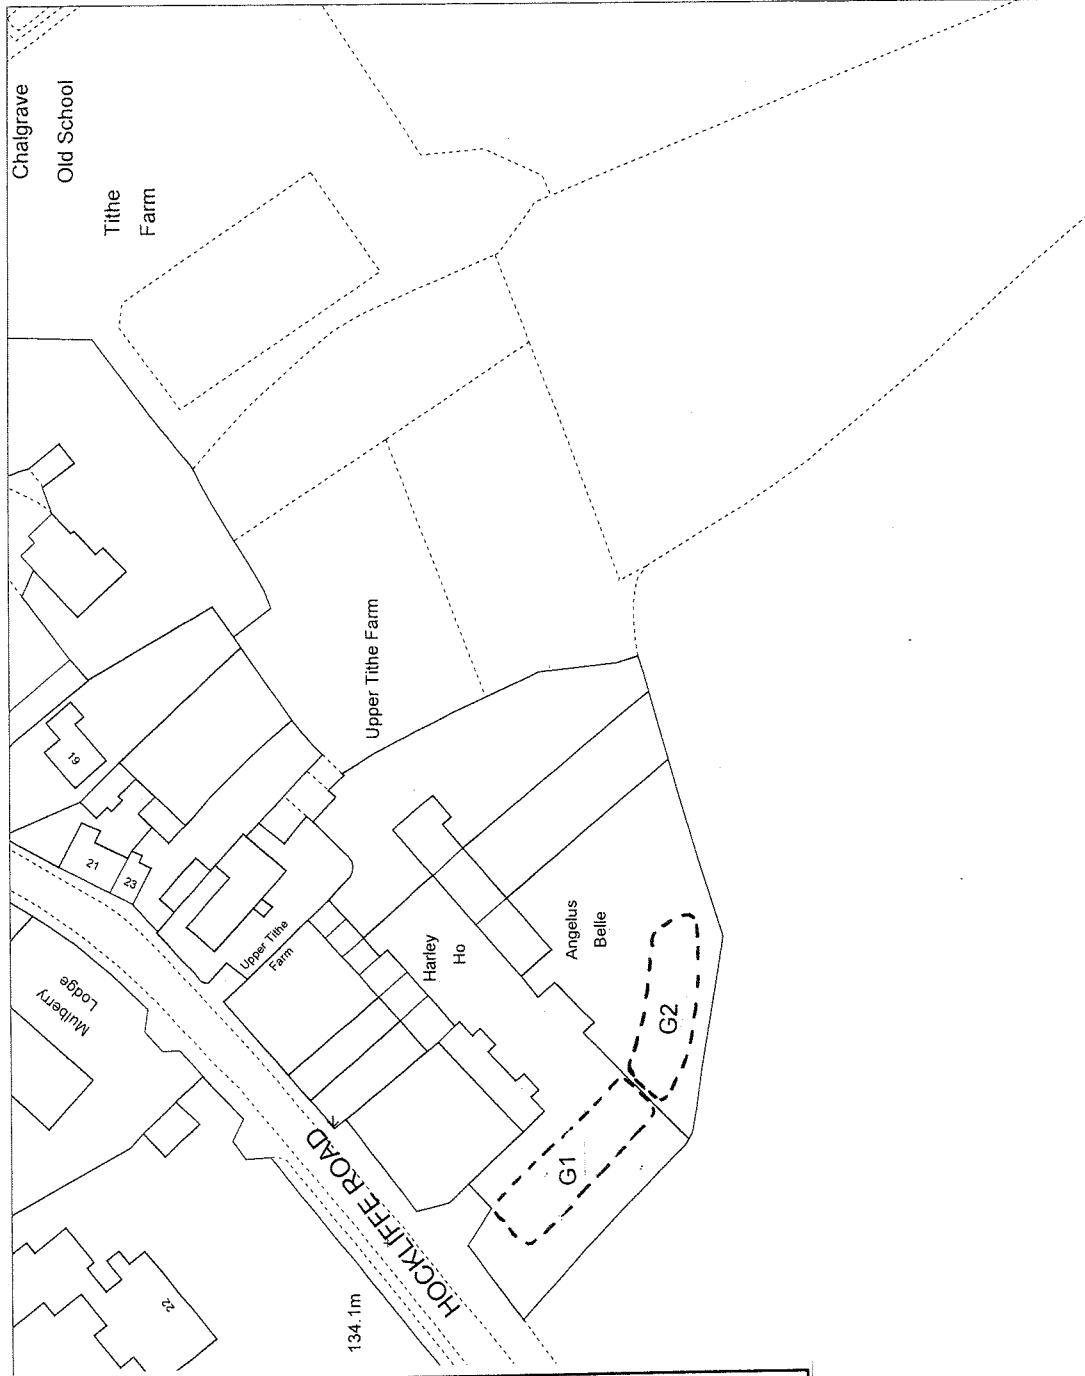 Chalgrave
Old School
Tithe
Farm
19
21
23
Upper Tithe Farm
Upper Tithe
Farm
Mulberry
Lodge
Harley
Ho
Angelus
Belle
G2
G1
HOCKLIFFE ROAD
22
134.1m